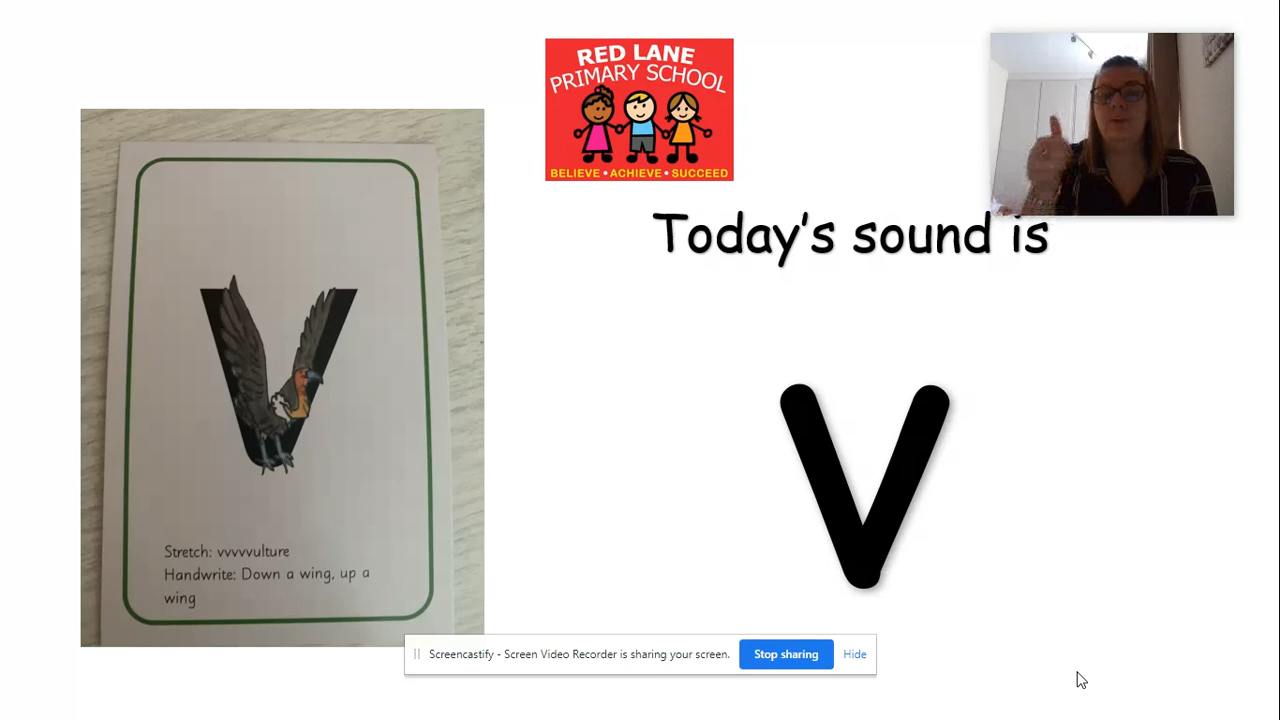 RED LANE
PRIMARY SCHOOL
BELIEVE • ACHIEVE • SUCCEED
Today's sound is
v
v
Stretch: vvvvvulture
Handwrite: Down a wing, up a
wing
Screencastify - Screen Video Recorder is sharing your screen.
Stop sharing
Hide